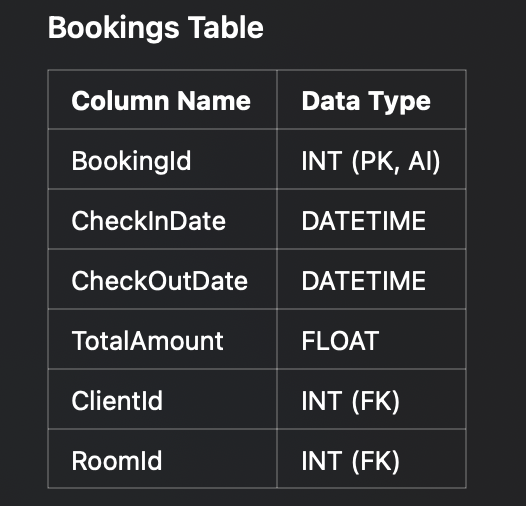 Bookings Table
Column Name Data Type
BookingId INT (PK, AI)
CheckInDate DATETIME
CheckOutDate DATETIME
TotalAmount FLOAT
ClientId INT (FK)
RoomId INT (FK)